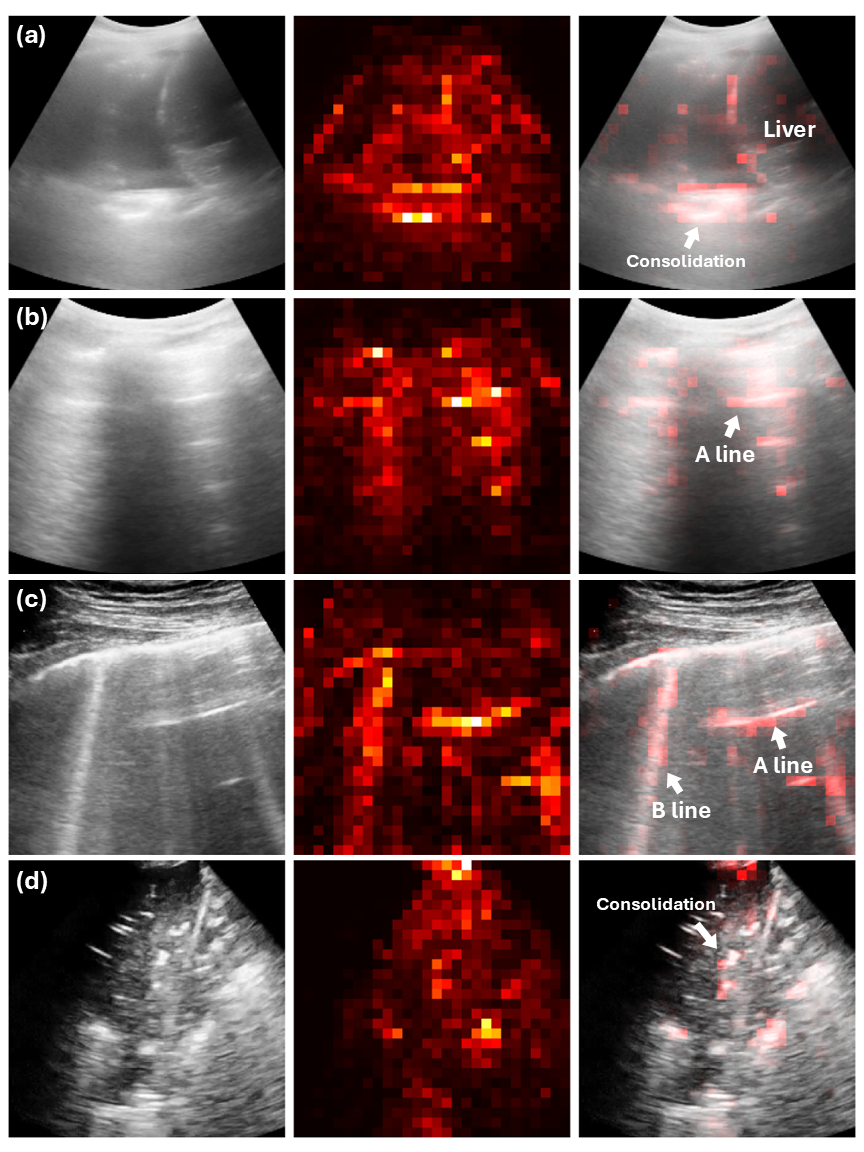 (a)
Liver
Consolidation
(b)
A line
(c)
A line
B line
(d)
Consolidation